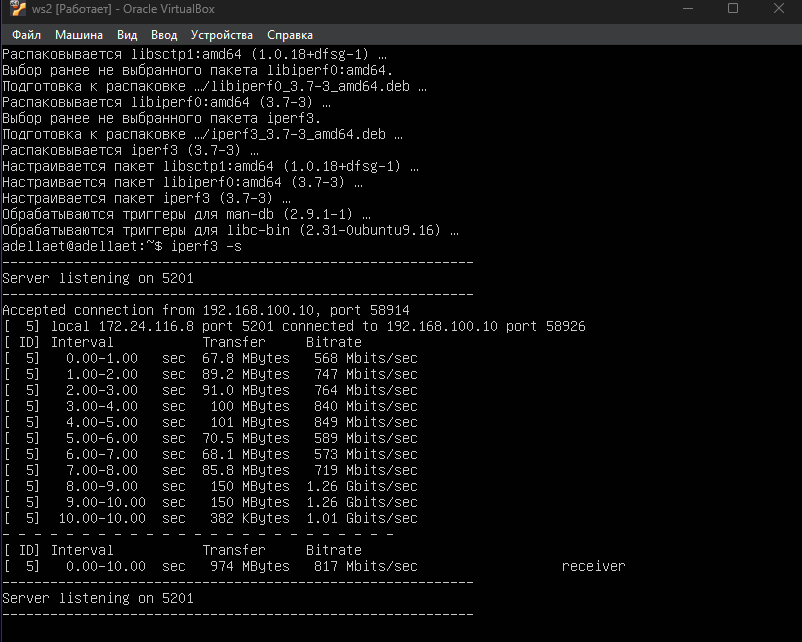 ws2 [Работает] - Oracle VirtualBox
Файл Машина Вид Ввод Устройства Справка
Распаковывается libsctp1:amd64 (1.0.18+dfsg-1) …
Выбор ранее не выбранного пакета libiperf0:amd64.
Подготовка к распаковке …/libiperf0_3.7-3_amd64.deb …
Распаковывается libiperf0:amd64 (3.7-3) …
Выбор ранее не выбранного пакета iperf3.
Подготовка к распаковке …/iperf3_3.7-3_amd64.deb …
Распаковывается iperf3 (3.7-3) …
Настраивается пакет libsctp1:amd64 (1.0.18+dfsg-1) …
Настраивается пакет libiperf0:amd64 (3.7-3) …
Настраивается пакет iperf3 (3.7-3) …
Обрабатываются триггеры для man-db (2.9.1-1) …
Обрабатываются триггеры для libc-bin (2.31-0ubuntu9.16) …
adellaet@adellaet:~$ iperf3 -s
-----------------------------------------------------------
Server listening on 5201
-----------------------------------------------------------
Accepted connection from 192.168.100.10, port 58914
[  5] local 172.24.116.8 port 5201 connected to 192.168.100.10 port 58926
[ ID] Interval           Transfer     Bitrate
[  5]   0.00-1.00   sec  67.8 MBytes   568 Mbits/sec
[  5]   1.00-2.00   sec  89.2 MBytes   747 Mbits/sec
[  5]   2.00-3.00   sec  91.0 MBytes   764 Mbits/sec
[  5]   3.00-4.00   sec   100 MBytes   840 Mbits/sec
[  5]   4.00-5.00   sec   101 MBytes   849 Mbits/sec
[  5]   5.00-6.00   sec  70.5 MBytes   589 Mbits/sec
[  5]   6.00-7.00   sec  68.1 MBytes   573 Mbits/sec
[  5]   7.00-8.00   sec  85.8 MBytes   719 Mbits/sec
[  5]   8.00-9.00   sec   150 MBytes  1.26 Gbits/sec
[  5]   9.00-10.00  sec   150 MBytes  1.26 Gbits/sec
[  5]  10.00-10.00  sec   382 KBytes  1.01 Gbits/sec
- - - - - - - - - - - - - - - - - - - - - - - - -
[ ID] Interval           Transfer     Bitrate
[  5]   0.00-10.00  sec   974 MBytes   817 Mbits/sec                  receiver
-----------------------------------------------------------
Server listening on 5201
-----------------------------------------------------------